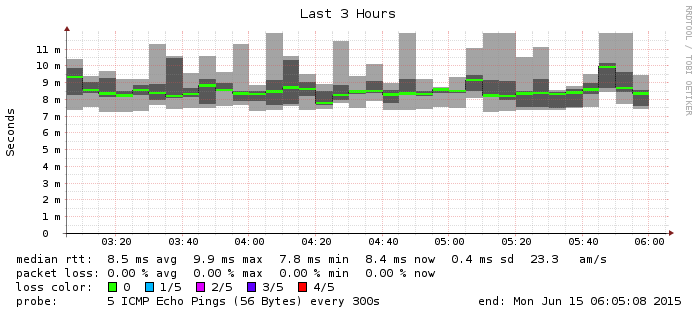 Last 3 Hours
RRDTOOL / TOBI OETIKER
Seconds
11 m
10 m
9 m
8 m
7 m
6 m
5 m
4 m
3 m
2 m
1 m
0
03:20 03:40 04:00 04:20 04:40 05:00 05:20 05:40 06:00
median rtt: 8.5 ms avg 9.9 ms max 7.8 ms min 8.4 ms now 0.4 ms sd 23.3 am/s
packet loss: 0.00 % avg 0.00 % max 0.00 % min 0.00 % now
loss color: 0 1/5 2/5 3/5 4/5
probe: 5 ICMP Echo Pings (56 Bytes) every 300s end: Mon Jun 15 06:05:08 2015